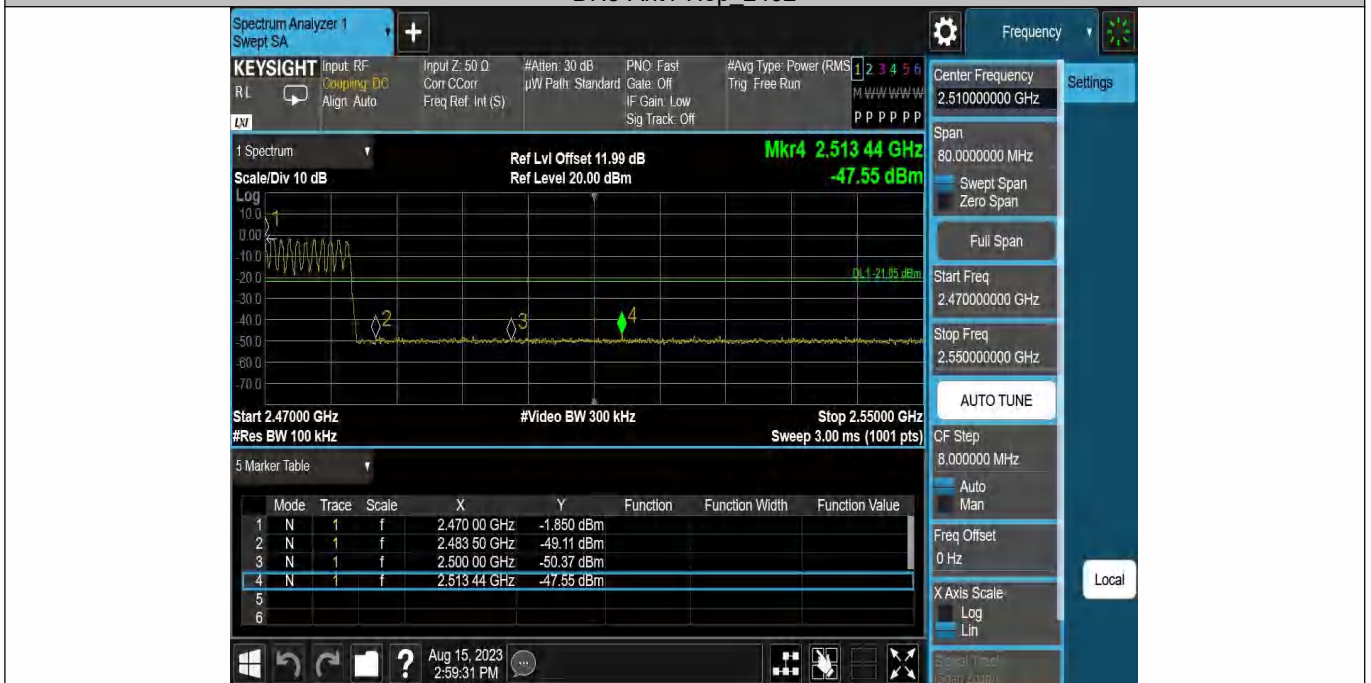 Spectrum Analyzer 1
Swept SA
+
Frequency
KEYSIGHT
RL
LXI
Input: RF
Coupling: DC
Align: Auto
Input Z: 50 Ω
Corr CCorr
Freq Ref: Int (S)
#Atten: 30 dB
µW Path: Standard
PNO: Fast
Gate: Off
IF Gain: Low
Sig Track: Off
#Avg Type: Power (RMS
Trig: Free Run
1 2 3 4 5 6
M W W W W W
P P P P P P
Center Frequency
2.510000000 GHz
Settings
Span
80.0000000 MHz
Swept Span
Zero Span
Full Span
Start Freq
2.470000000 GHz
Stop Freq
2.550000000 GHz
AUTO TUNE
CF Step
8.000000 MHz
Auto
Man
Freq Offset
0 Hz
X Axis Scale
Log
Lin
Local
1 Spectrum
Scale/Div 10 dB
Ref Lvl Offset 11.99 dB
Ref Level 20.00 dBm
Mkr4 2.513 44 GHz
-47.55 dBm
Log
10.0
0.00
-10.0
-20.0
-30.0
-40.0
-50.0
-60.0
-70.0
1
2
3
4
DL1 -21.85 dBm
Start 2.47000 GHz
#Video BW 300 kHz
Stop 2.55000 GHz
#Res BW 100 kHz
Sweep 3.00 ms (1001 pts)
5 Marker Table
Mode Trace Scale X Y Function Function Width Function Value
1 N 1 f 2.470 00 GHz -1.850 dBm
2 N 1 f 2.483 50 GHz -49.11 dBm
3 N 1 f 2.500 00 GHz -50.37 dBm
4 N 1 f 2.513 44 GHz -47.55 dBm
5
6
?
Aug 15, 2023
2:59:31 PM